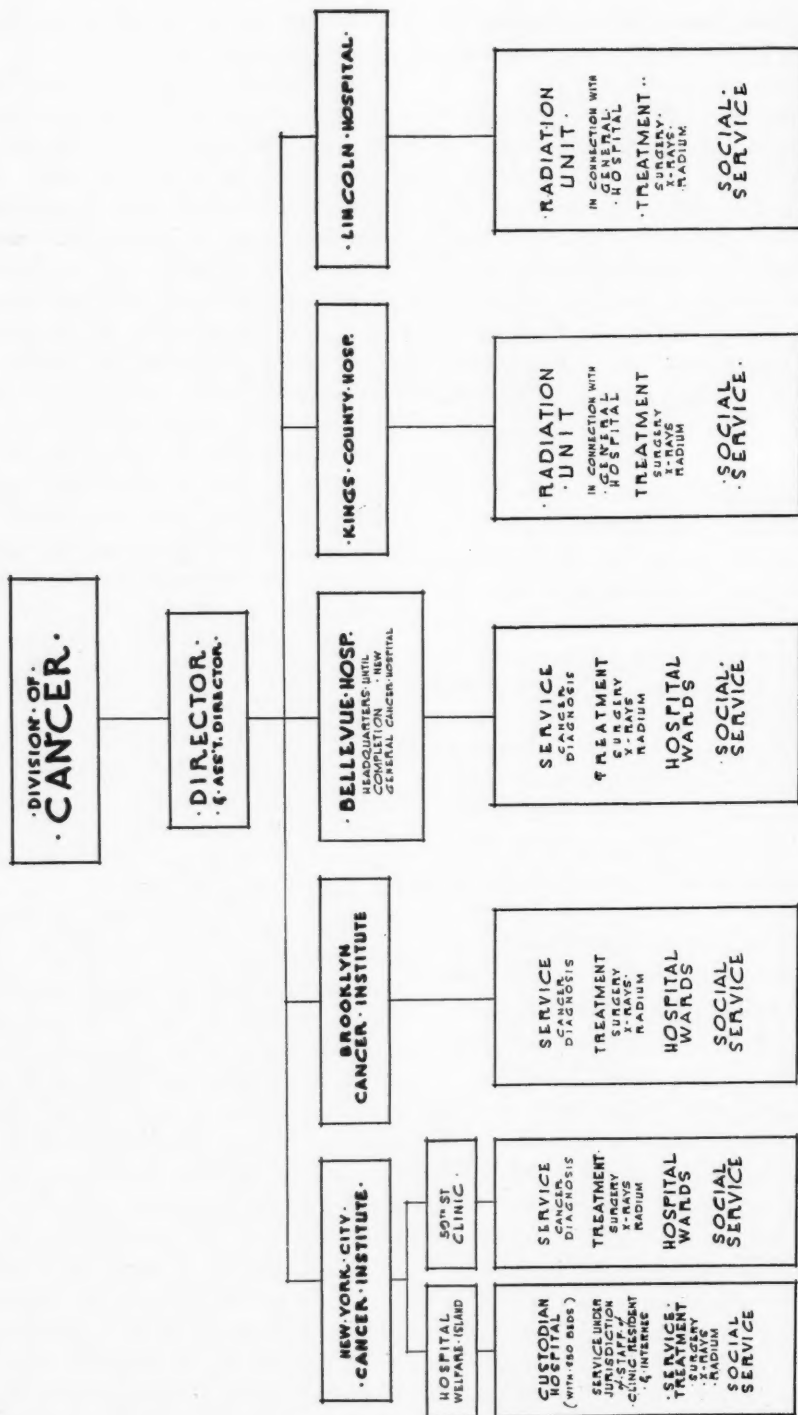 ·DIVISION·OF·
·CANCER·
·DIRECTOR·
·& ASS'T. DIRECTOR·
NEW·YORK·CITY·
·CANCER·INSTITUTE·
BROOKLYN
CANCER·INSTITUTE
·BELLEVUE·HOSP.
HEADQUARTERS·UNTIL
COMPLETION·NEW
GENERAL CANCER·HOSPITAL
·KINGS·COUNTY·HOSP.
·LINCOLN·HOSPITAL·
HOSPITAL
WELFARE·ISLAND
59TH ST
CLINIC·
CUSTODIAN
HOSPITAL
(WITH BEDS)
SERVICE UNDER
JURISDICTION
STAFF
·CLINIC RESIDENT
·& INTERNES
·SERVICE·
TREATMENT
·SURGERY
·X-RAYS
·RADIUM
SOCIAL
SERVICE
SERVICE
CANCER
DIAGNOSIS
TREATMENT·
SURGERY
X-RAYS
RADIUM
HOSPITAL
WARDS
SOCIAL
SERVICE
SERVICE
CANCER
DIAGNOSIS
TREATMENT
SURGERY
X-RAYS·
RADIUM
HOSPITAL
WARDS
SOCIAL
SERVICE
SERVICE
CANCER
DIAGNOSIS
TREATMENT
SURGERY
X-RAYS
RADIUM
HOSPITAL
WARDS
·SOCIAL·
SERVICE
·RADIATION
·UNIT
IN CONNECTION WITH
·GENERAL
HOSPITAL
TREATMENT
SURGERY
X-RAYS
RADIUM
·SOCIAL
·SERVICE·
·RADIATION
UNIT·
IN CONNECTION WITH
GENERAL·
·HOSPITAL
·TREATMENT··
SURGERY·
X-RAYS·
·RADIUM
SOCIAL·
SERVICE